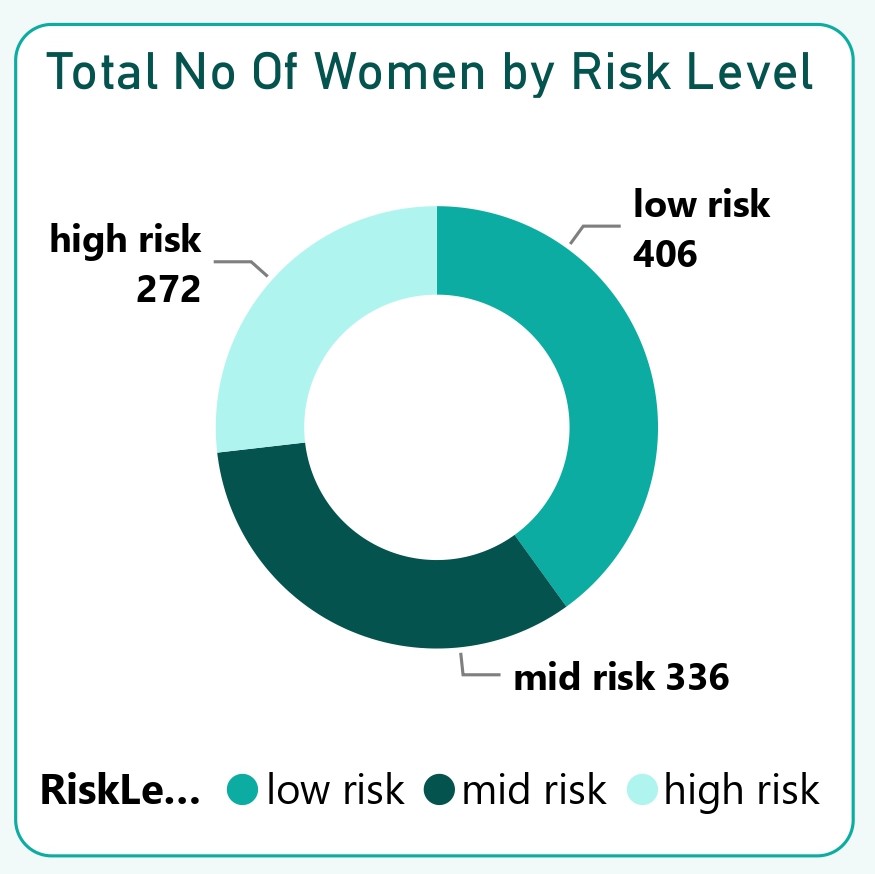 Total No Of Women by Risk Level
low risk
406
high risk
272
mid risk 336
RiskLe... low risk mid risk high risk